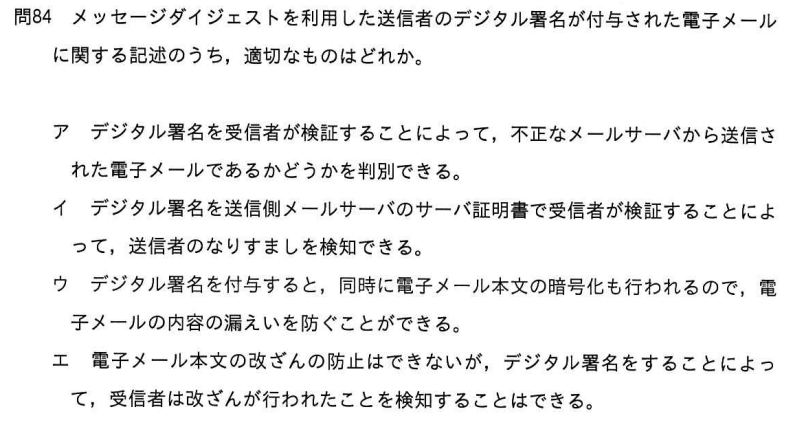 問84　メッセージダイジェストを利用した送信者のデジタル署名が付与された電子メール
に関する記述のうち，適切なものはどれか。
ア　デジタル署名を受信者が検証することによって，不正なメールサーバから送信さ
れた電子メールであるかどうかを判別できる。
イ　デジタル署名を送信側メールサーバのサーバ証明書で受信者が検証することによ
って，送信者のなりすましを検知できる。
ウ　デジタル署名を付与すると，同時に電子メール本文の暗号化も行われるので，電
子メールの内容の漏えいを防ぐことができる。
エ　電子メール本文の改ざんの防止はできないが，デジタル署名をすることによっ
て，受信者は改ざんが行われたことを検知することはできる。